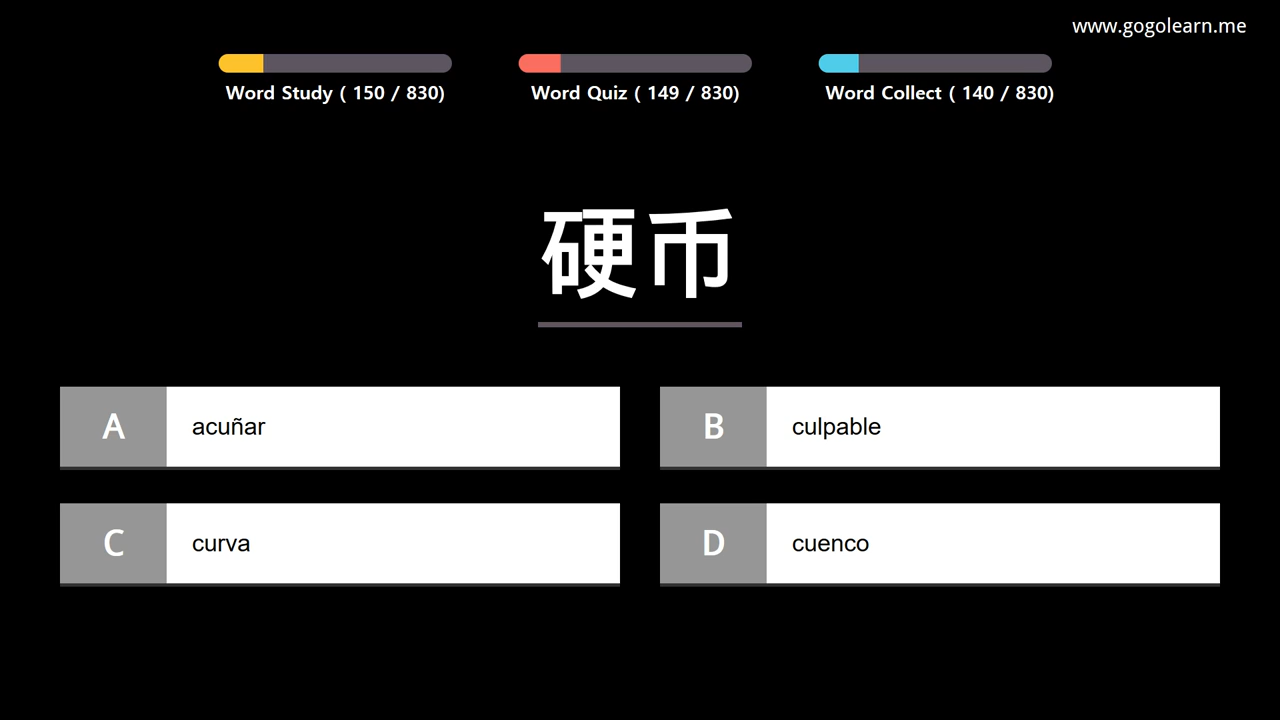 www.gogolearn.me
Word Study ( 150 / 830)
Word Quiz ( 149 / 830)
Word Collect ( 140 / 830)
硬币
A acuñar
B culpable
C curva
D cuenco